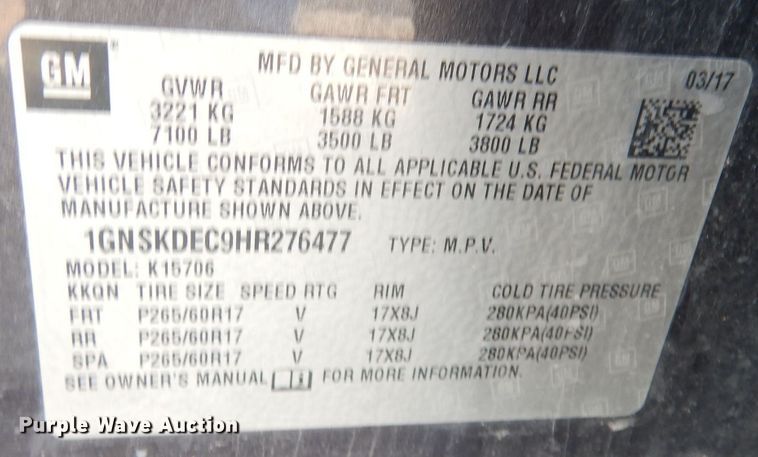 GM
MFD BY GENERAL MOTORS LLC 03/17
GVWR GAWR FRT GAWR RR
3221 KG 1588 KG 1724 KG
7100 LB 3500 LB 3800 LB
THIS VEHICLE CONFORMS TO ALL APPLICABLE U.S. FEDERAL MOTOR
VEHICLE SAFETY STANDARDS IN EFFECT ON THE DATE OF
MANUFACTURE SHOWN ABOVE.
1GNSKDEC9HR276477 TYPE: M.P.V.
MODEL: K15706
KKQN TIRE SIZE SPEED RTG RIM COLD TIRE PRESSURE
FRT P265/60R17 V 17X8J 280KPA(40PSI)
RR P265/60R17 V 17X8J 280KPA(40PSI)
SPA P265/60R17 V 17X8J 280KPA(40PSI)
SEE OWNER'S MANUAL FOR MORE INFORMATION.
Purple Wave Auction